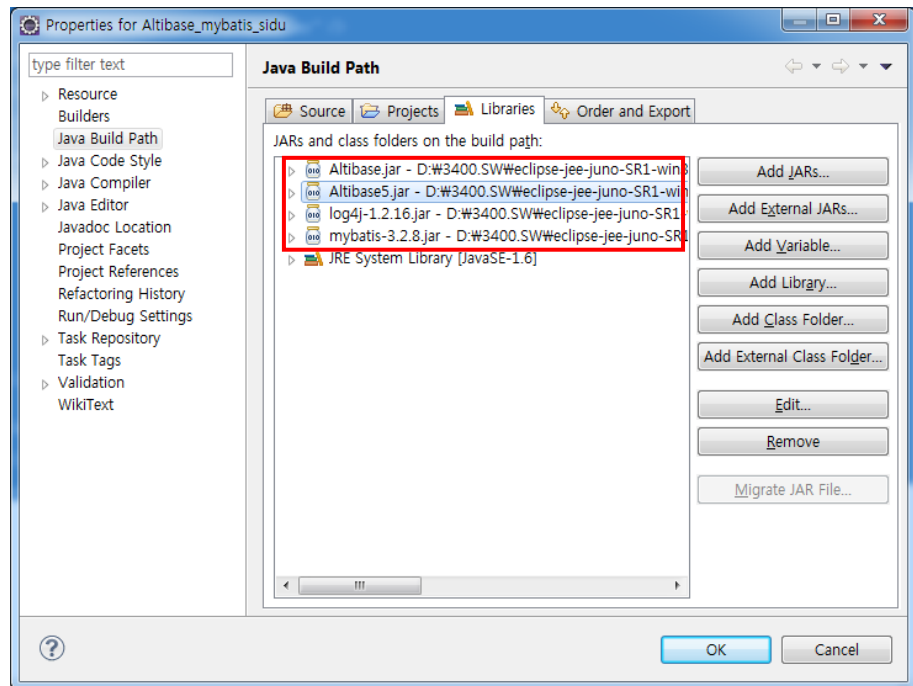 Properties for Altibase_mybatis_sidu
type filter text
Resource
Builders
Java Build Path
Java Code Style
Java Compiler
Java Editor
Javadoc Location
Project Facets
Project References
Refactoring History
Run/Debug Settings
Task Repository
Task Tags
Validation
WikiText
Java Build Path
Source Projects Libraries Order and Export
JARs and class folders on the build path:
Altibase.jar - D:₩3400.SW₩eclipse-jee-juno-SR1-win3
Altibase5.jar - D:₩3400.SW₩eclipse-jee-juno-SR1-win
log4j-1.2.16.jar - D:₩3400.SW₩eclipse-jee-juno-SR1-
mybatis-3.2.8.jar - D:₩3400.SW₩eclipse-jee-juno-SR1
JRE System Library [JavaSE-1.6]
Add JARs...
Add External JARs...
Add Variable...
Add Library...
Add Class Folder...
Add External Class Folder...
Edit...
Remove
Migrate JAR File...
OK
Cancel